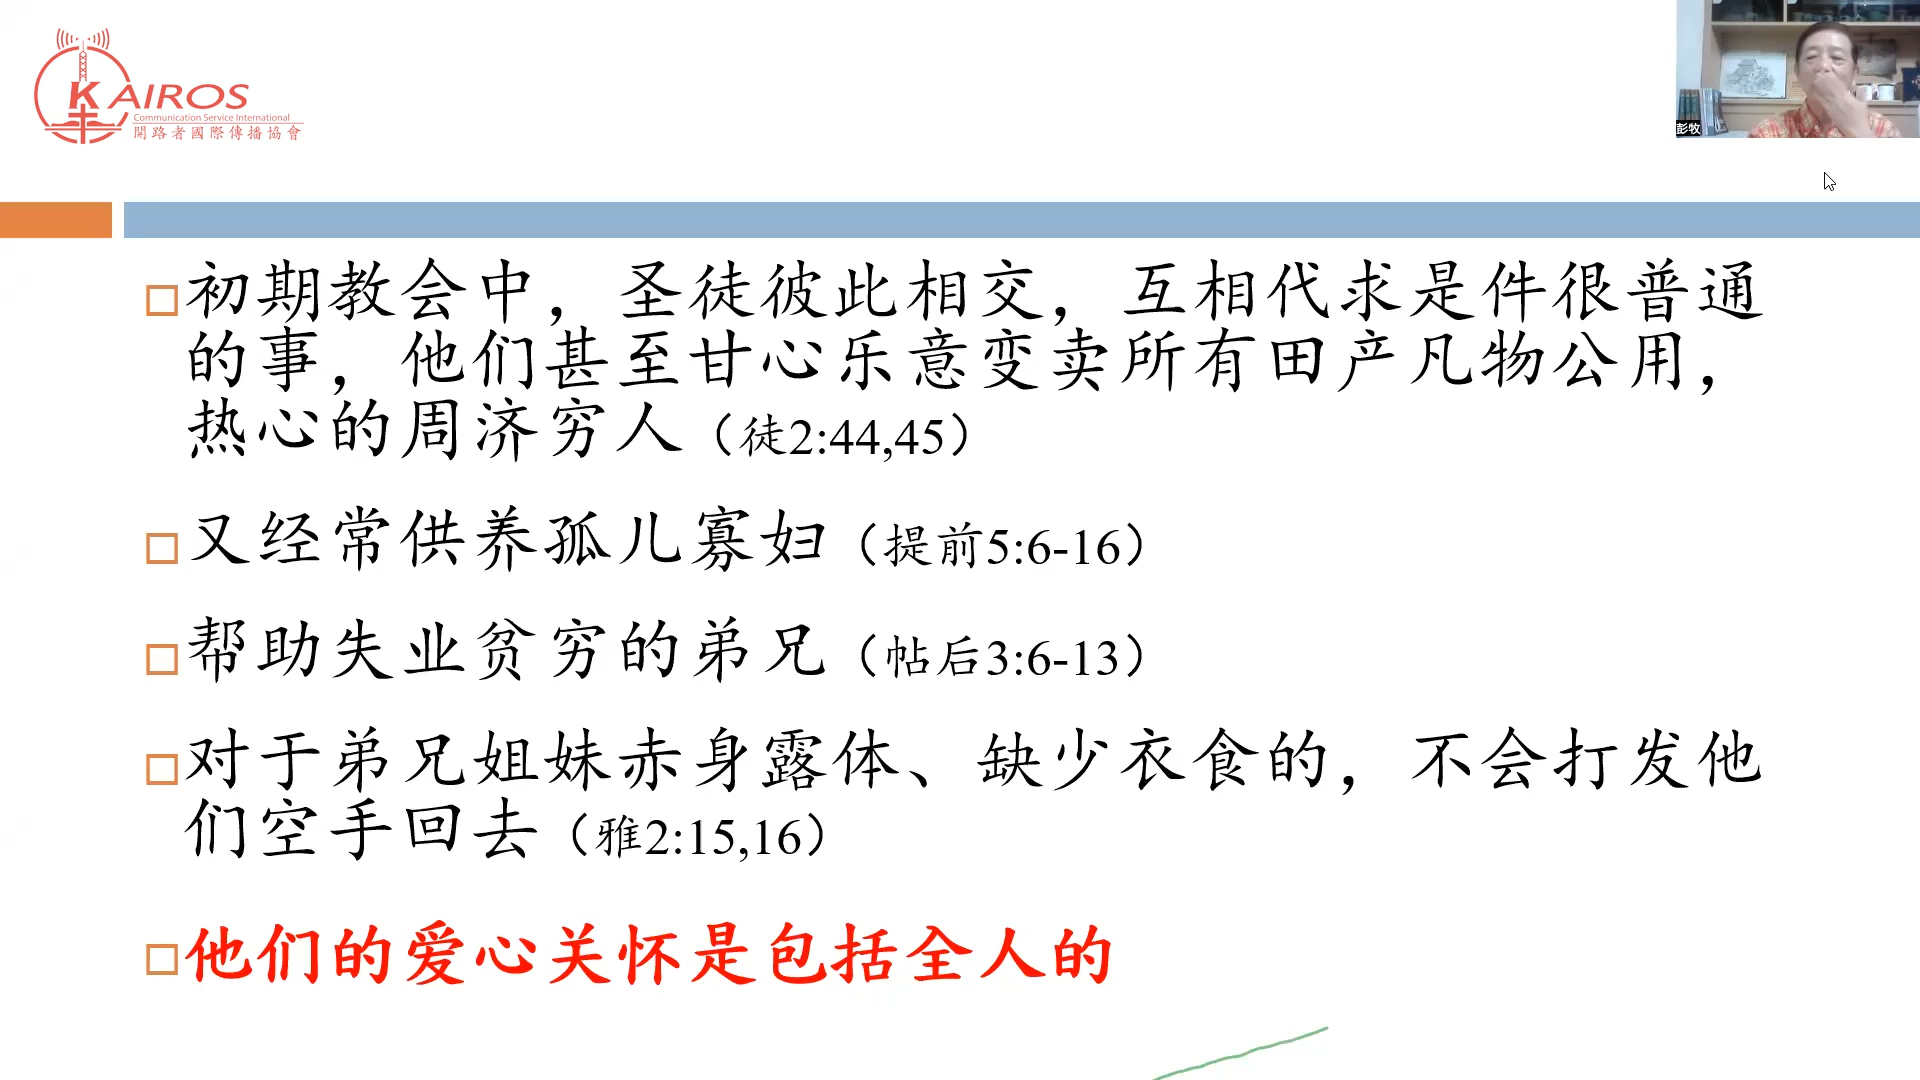 KAIROS
Communication Service International
開路者國際傳播協會
彭牧
初期教会中，圣徒彼此相交，互相代求是件很普通
的事，他们甚至甘心乐意变卖所有田产凡物公用，
热心的周济穷人（徒2:44,45）
又经常供养孤儿寡妇（提前5:6-16）
帮助失业贫穷的弟兄（帖后3:6-13）
对于弟兄姐妹赤身露体、缺少衣食的，不会打发他
们空手回去（雅2:15,16）
他们的爱心关怀是包括全人的